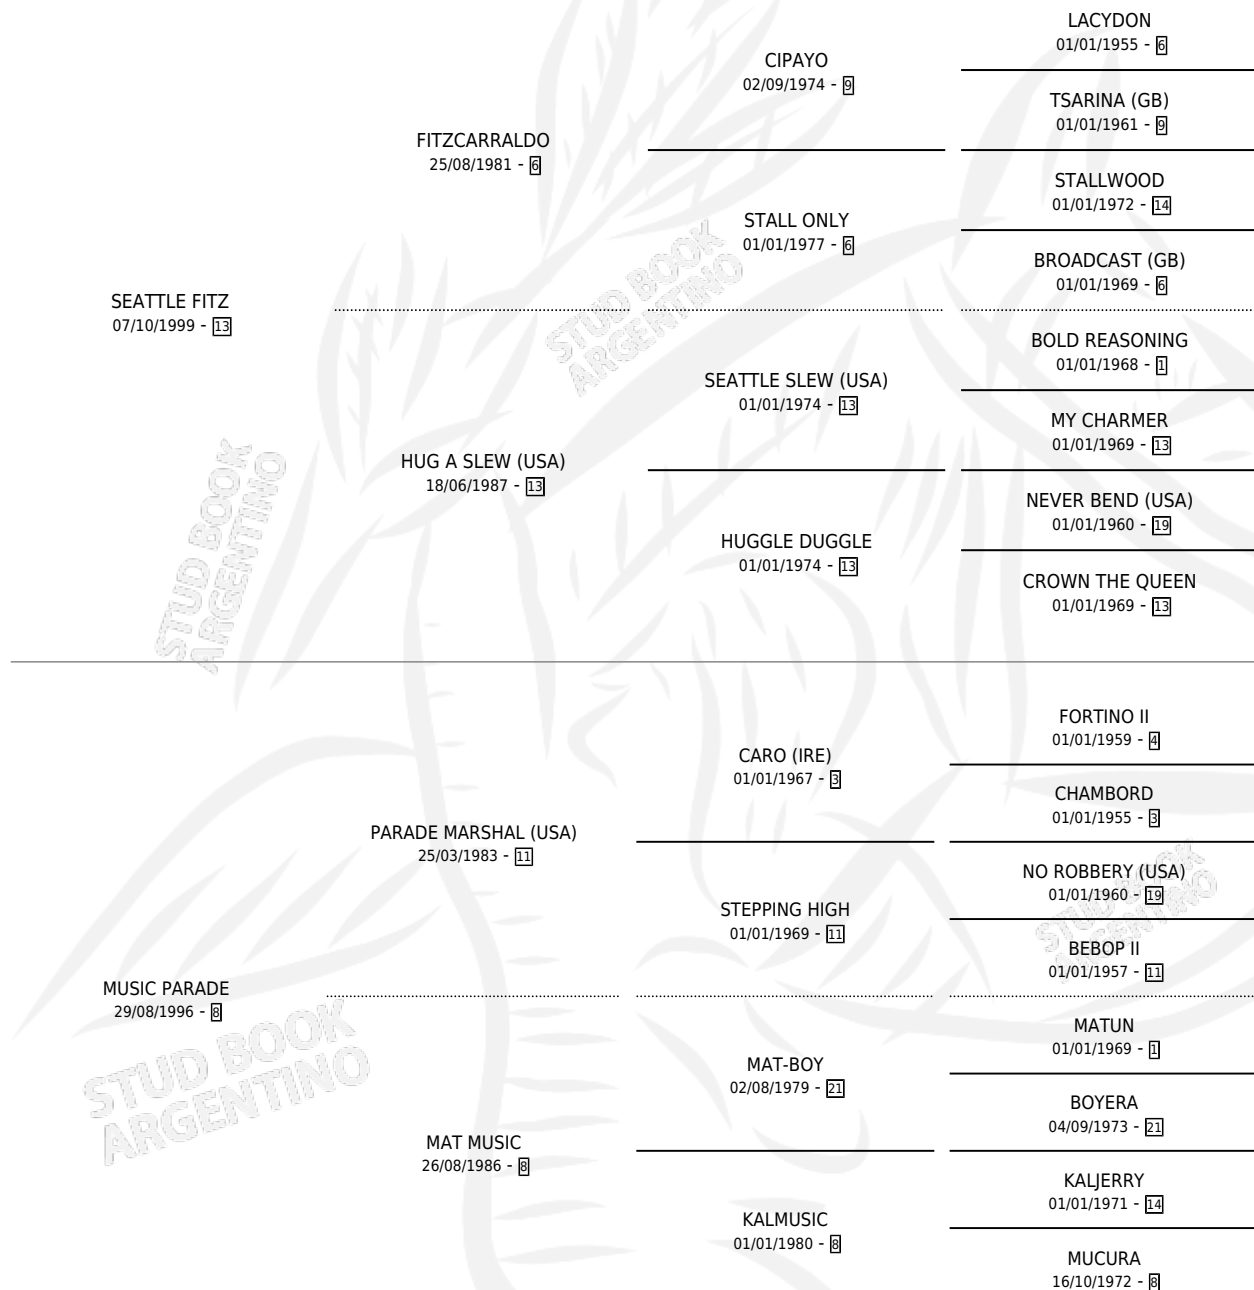 LACYDON
01/01/1955 - 6
CIPAYO
02/09/1974 - 9
TSARINA (GB)
01/01/1961 - 9
FITZCARRALDO
25/08/1981 - 6
STALLWOOD
01/01/1972 - 14
STALL ONLY
01/01/1977 - 6
BROADCAST (GB)
01/01/1969 - 6
SEATTLE FITZ
07/10/1999 - 13
STUD BOOK
ARGENTINO
BOLD REASONING
01/01/1968 - 1
SEATTLE SLEW (USA)
01/01/1974 - 13
MY CHARMER
01/01/1969 - 13
HUG A SLEW (USA)
18/06/1987 - 13
NEVER BEND (USA)
01/01/1960 - 19
HUGGLE DUGGLE
01/01/1974 - 13
CROWN THE QUEEN
01/01/1969 - 13
STUD BOOK
ARGENTINO
FORTINO II
01/01/1959 - 4
CARO (IRE)
01/01/1967 - 3
CHAMBORD
01/01/1955 - 3
PARADE MARSHAL (USA)
25/03/1983 - 11
NO ROBBERY (USA)
01/01/1960 - 19
STEPPING HIGH
01/01/1969 - 11
STUD BOOK
ARGENTINO
BEBOP II
01/01/1957 - 11
MUSIC PARADE
29/08/1996 - 8
STUD BOOK
ARGENTINO
MATUN
01/01/1969 - 1
MAT-BOY
02/08/1979 - 21
BOYERA
04/09/1973 - 21
MAT MUSIC
26/08/1986 - 8
KALJERRY
01/01/1971 - 14
KALMUSIC
01/01/1980 - 8
MUCURA
16/10/1972 - 8